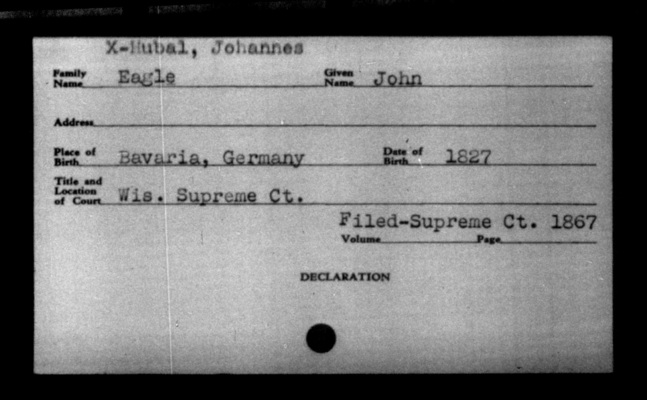 X-Hubal, Johannes
Family Name Eagle Given Name John
Address
Place of Birth Bavaria, Germany Date of Birth 1827
Title and Location of Court Wis. Supreme Ct.
Filed-Supreme Ct. 1867
Volume Page
DECLARATION